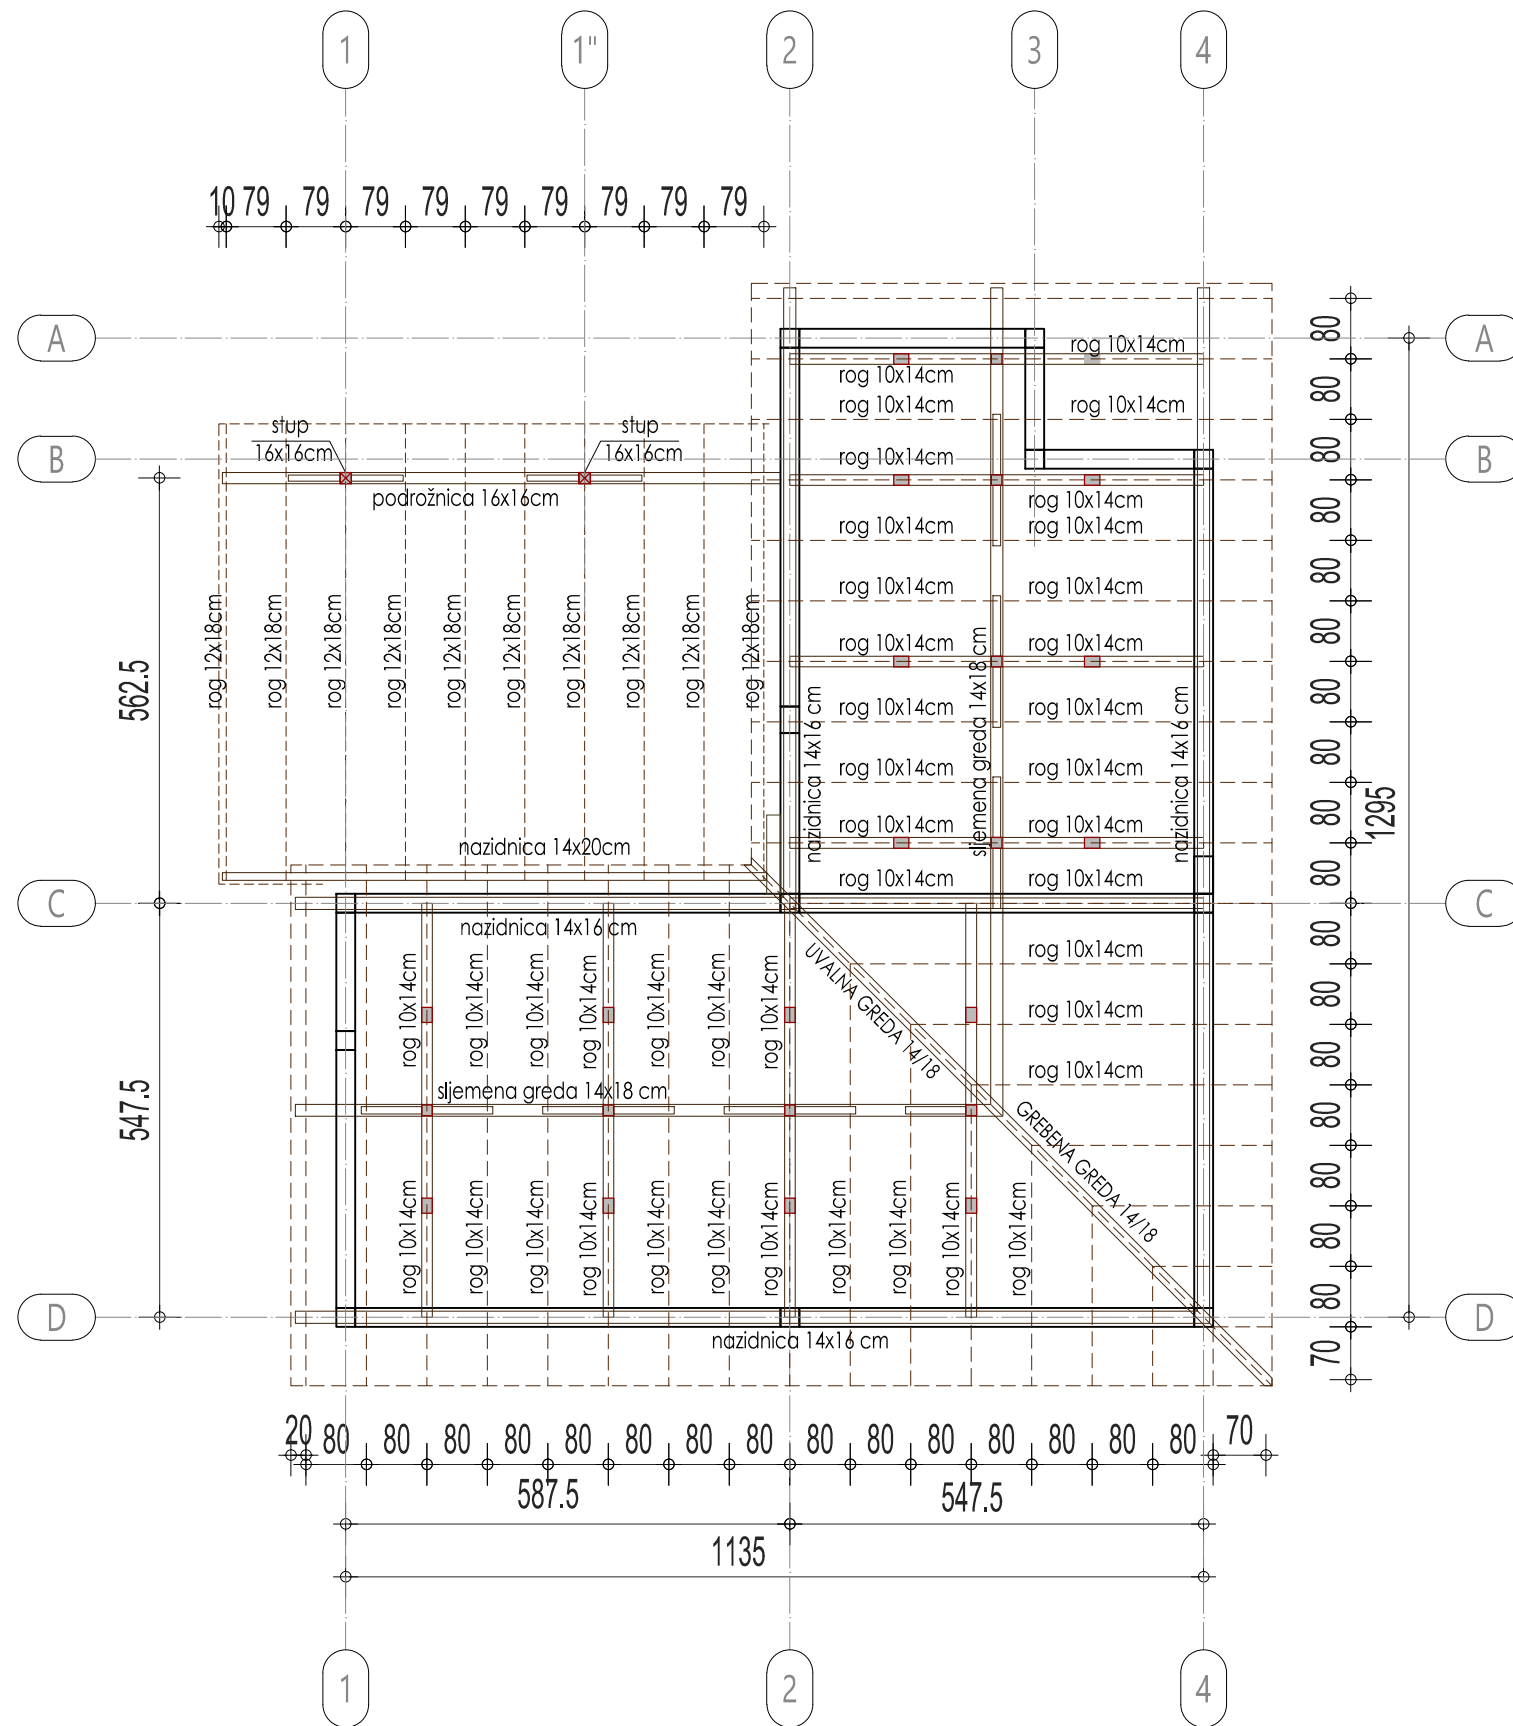 1 1" 2 3 4
10 79 79 79 79 79 79 79 79 79
A A
80
rog 10x14cm
rog 10x14cm
80
rog 10x14cm rog 10x14cm
stup stup
16x16cm 16x16cm
B B
rog 10x14cm
80
podrožnica 16x16cm
rog 10x14cm
80
rog 10x14cm rog 10x14cm
80
rog 10x14cm rog 10x14cm
80
rog 12x18cm
rog 12x18cm
rog 12x18cm
rog 12x18cm
rog 12x18cm
rog 12x18cm
rog 12x18cm
rog 12x18cm
rog 12x18cm
rog 12x18cm
562.5
rog 10x14cm rog 10x14cm
80
rog 10x14cm rog 10x14cm
80
nazidnica 14x16 cm
sljemena greda 14x18 cm
nazidnica 14x16 cm
rog 10x14cm rog 10x14cm
80
1295
rog 10x14cm rog 10x14cm
80
nazidnica 14x20cm
rog 10x14cm rog 10x14cm
80
C C
nazidnica 14x16 cm
80
rog 10x14cm
rog 10x14cm
rog 10x14cm
rog 10x14cm
rog 10x14cm
rog 10x14cm
rog 10x14cm
rog 10x14cm
UVALNA GREDA 14/18
80
rog 10x14cm
80
rog 10x14cm
sljemena greda 14x18 cm
547.5
80
GREBENA GREDA 14/18
80
rog 10x14cm
rog 10x14cm
rog 10x14cm
rog 10x14cm
rog 10x14cm
rog 10x14cm
rog 10x14cm
rog 10x14cm
rog 10x14cm
rog 10x14cm
rog 10x14cm
80
80
D D
nazidnica 14x16 cm
70
20 80 80 80 80 80 80 80 80 80 80 80 80 80 80 80 70
587.5 547.5
1135
1 2 4